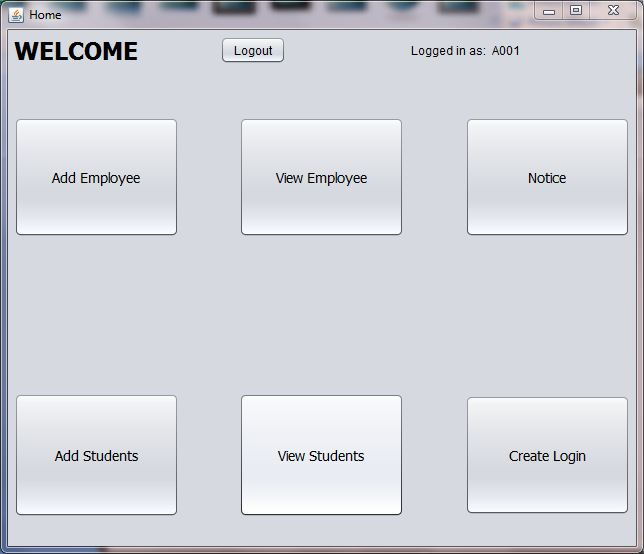 Home
WELCOME
Logout
Logged in as: A001
Add Employee
View Employee
Notice
Add Students
View Students
Create Login